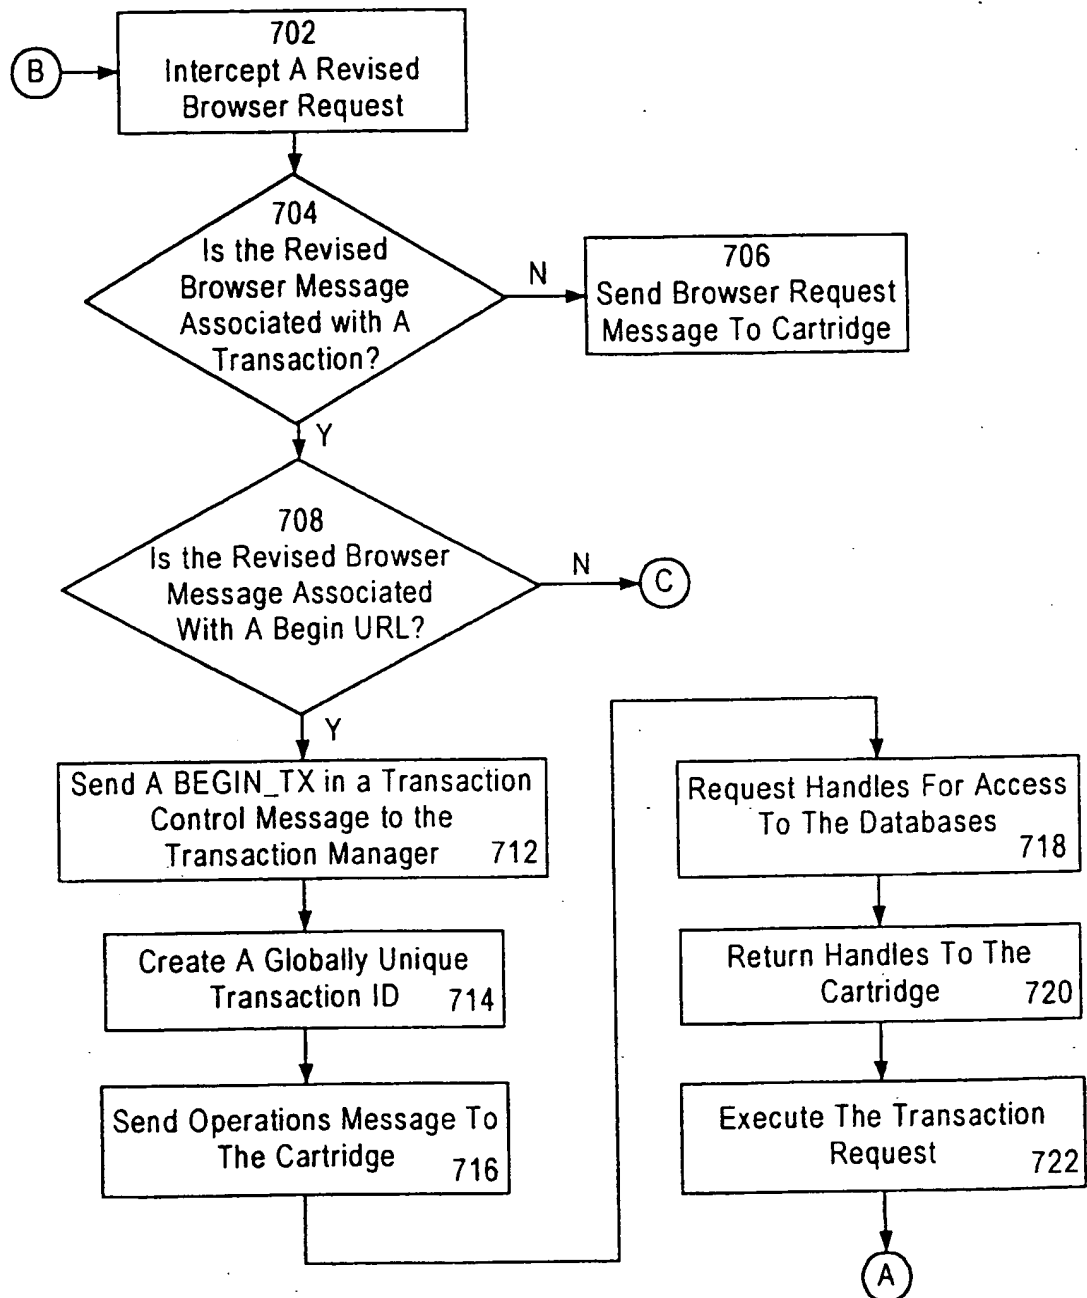 702
B
Intercept A Revised
Browser Request
704
Is the Revised
Browser Message
Associated with A
Transaction?
N
706
Send Browser Request
Message To Cartridge
Y
708
Is the Revised Browser
Message Associated
With A Begin URL?
N
C
Y
Send A BEGIN_TX in a Transaction
Control Message to the
Transaction Manager 712
Create A Globally Unique
Transaction ID 714
Send Operations Message To
The Cartridge 716
Request Handles For Access
To The Databases
718
Return Handles To The
Cartridge 720
Execute The Transaction
Request 722
A